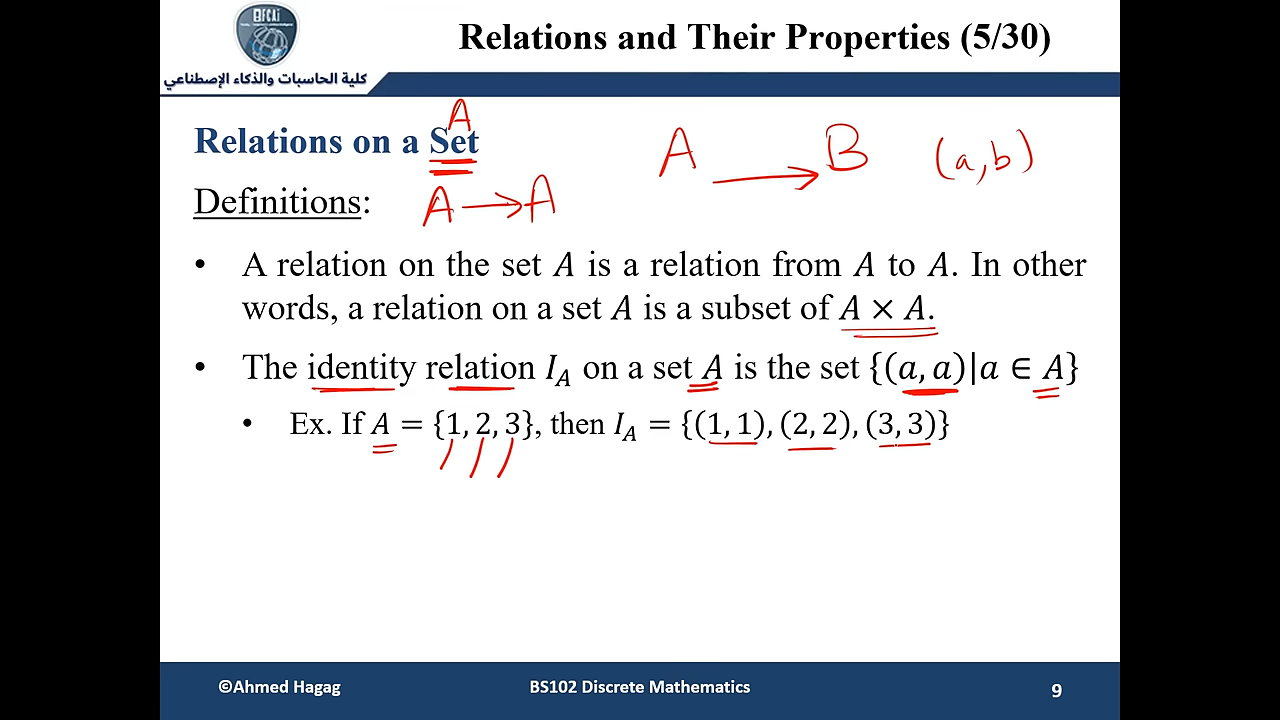 BFCAI
Relations and Their Properties (5/30)
كلية الحاسبات والذكاء الإصطناعي
A
Relations on a Set
A → B (a,b)
Definitions:
A → A
• A relation on the set A is a relation from A to A. In other
words, a relation on a set A is a subset of A × A.
• The identity relation I_A on a set A is the set {(a, a)|a ∈ A}
• Ex. If A = {1, 2, 3}, then I_A = {(1, 1), (2, 2), (3, 3)}
©Ahmed Hagag
BS102 Discrete Mathematics
9